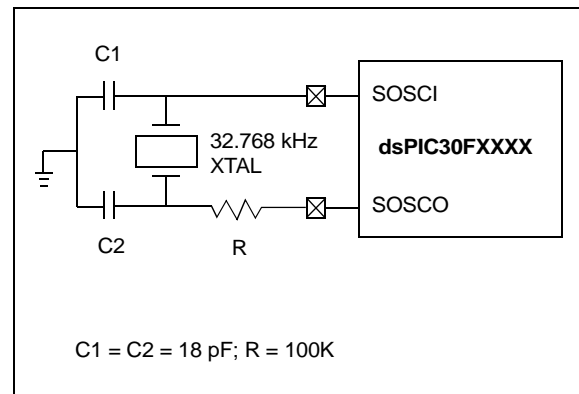 C1
SOSCI
32.768 kHz
XTAL
dsPIC30FXXXX
SOSCO
C2
R
C1 = C2 = 18 pF; R = 100K